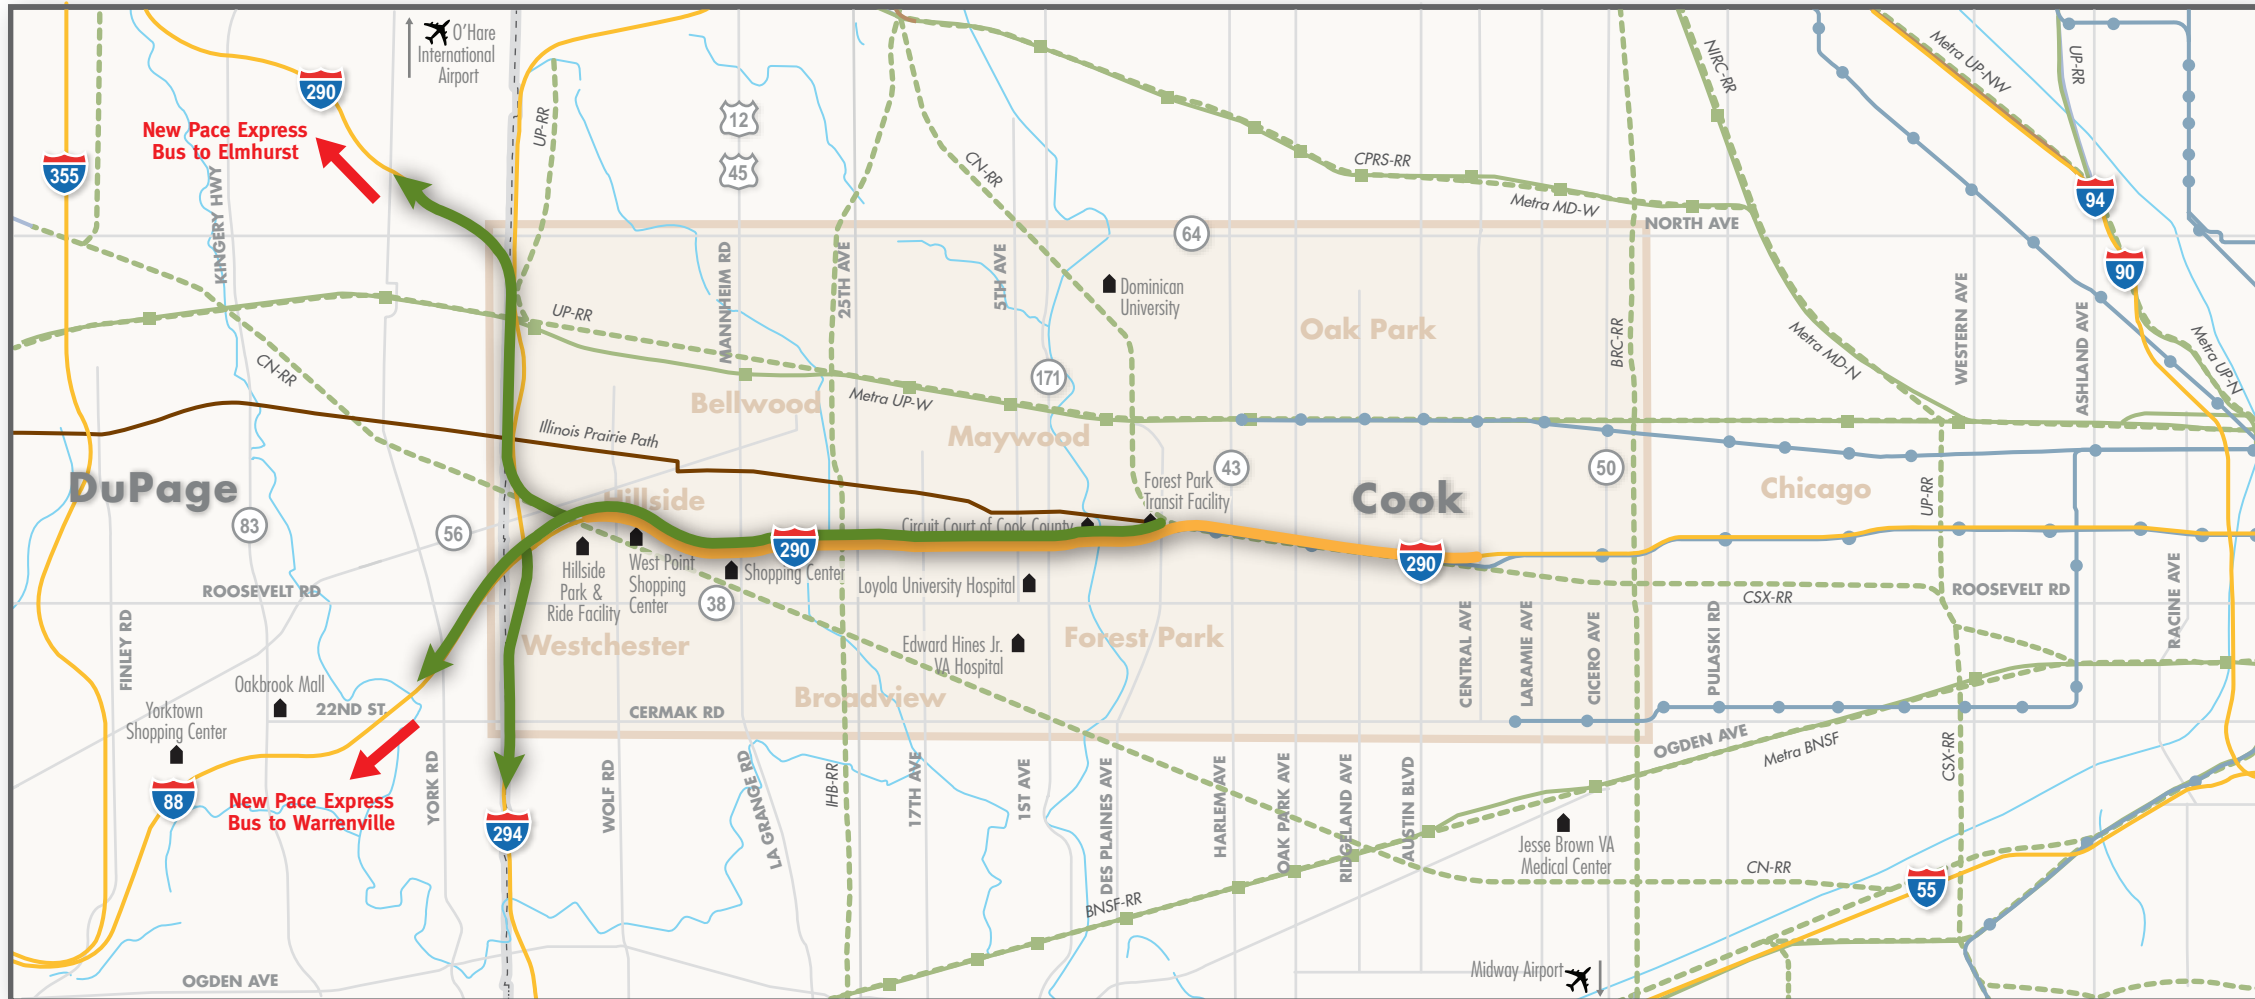 O'Hare
International
Airport
290
New Pace Express
Bus to Elmhurst
355
KINGERY HWY
UP-RR
12
45
CN-RR
CPRS-RR
Metra MD-W
NIRC-RR
Metra UP-NW
UP-RR
94
90
NORTH AVE
64
MANNHEIM RD
25TH AVE
5TH AVE
Dominican
University
Oak Park
BRC-RR
Metra MD-N
WESTERN AVE
ASHLAND AVE
Metra UP-N
UP-RR
CN-RR
171
Bellwood
Metra UP-W
Maywood
Illinois Prairie Path
DuPage
83
56
Hillside
Forest Park
Transit Facility
43
Cook
50
Chicago
UP-RR
Circuit Court of Cook County
290
290
Hillside
Park &
Ride Facility
West Point
Shopping
Center
Shopping Center
38
Loyola University Hospital
ROOSEVELT RD
CSX-RR
ROOSEVELT RD
RACINE AVE
FINLEY RD
Westchester
Edward Hines Jr.
VA Hospital
Forest Park
CENTRAL AVE
LARAMIE AVE
CICERO AVE
PULASKI RD
Oakbrook Mall
22ND ST.
Yorktown
Shopping Center
Broadview
CERMAK RD
OGDEN AVE
Metra BNSF
CSX-RR
88
New Pace Express
Bus to Warrenville
YORK RD
294
WOLF RD
LA GRANGE RD
IHB-RR
17TH AVE
1ST AVE
DES PLAINES AVE
HARLEM AVE
OAK PARK AVE
RIDGELAND AVE
AUSTIN BLVD
Jesse Brown VA
Medical Center
CN-RR
55
BNSF-RR
OGDEN AVE
Midway Airport